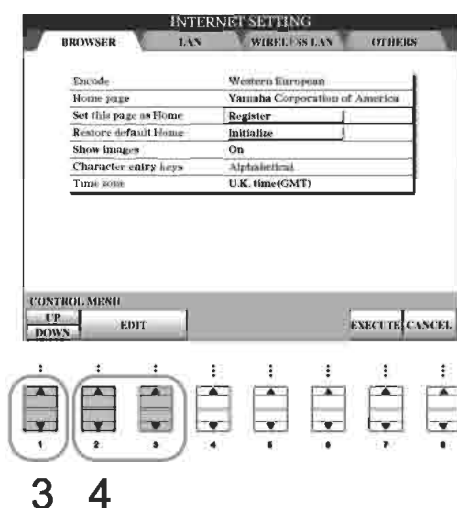 INTERNET SETTING
BROWSER LAN WIRELESS LAN OTHERS
Encode Western European
Home page Yamaha Corporation of America
Set this page as Home Register
Restore default Home Initialize
Show images On
Character entry keys Alphabetical
Time zone U.K. time(GMT)
CONTROL MENU
UP
DOWN EDIT EXECUTE CANCEL
1 2 3 4 5 6 7 8
3 4